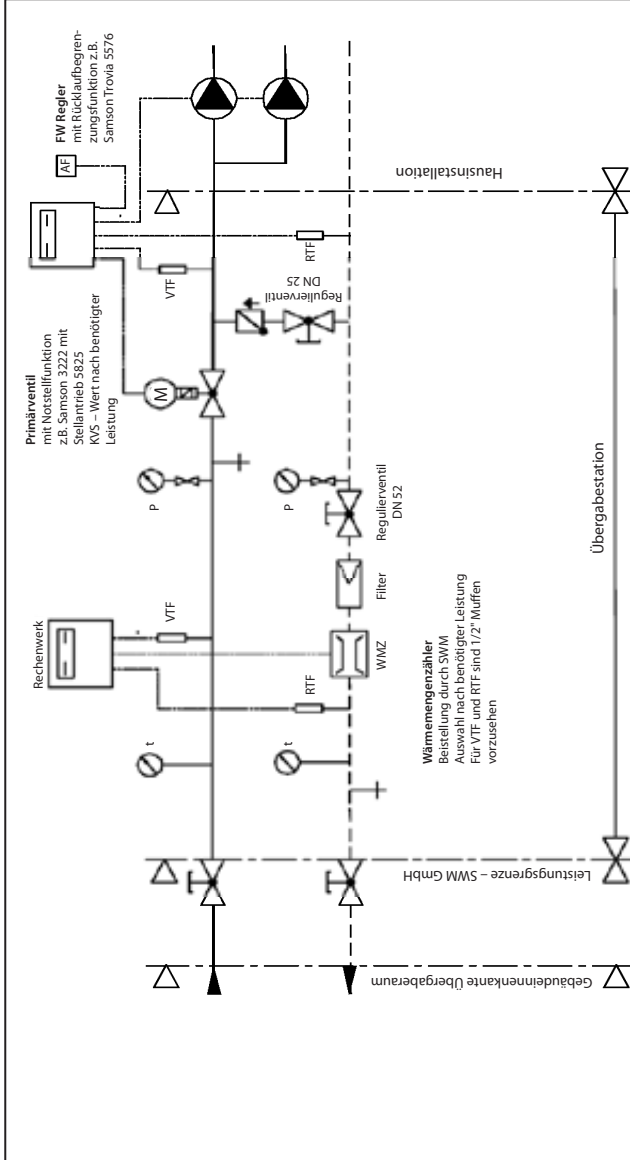 Primärventil
mit Notstellfunktion
z.B. Samson 3222 mit
Stellantrieb 5825
KVS – Wert nach benötigter
Leistung
FW Regler
mit Rücklaufbegren-
zungsfunktion z.B.
Samson Trovia 5576
AF
Rechenwerk
M
VTF
VTF
t
P
RTF
RTF
Regulierventil
DN 25
t
P
WMZ
Filter
Regulierventil
DN 52
Wärmemengenzähler
Beistellung durch SWM
Auswahl nach benötigter Leistung
Für VTF und RTF sind 1/2" Muffen
vorzusehen
Gebäudeinnenkante Übergaberaum
Leistungsgrenze – SWM GmbH
Übergabestation
Hausinstallation